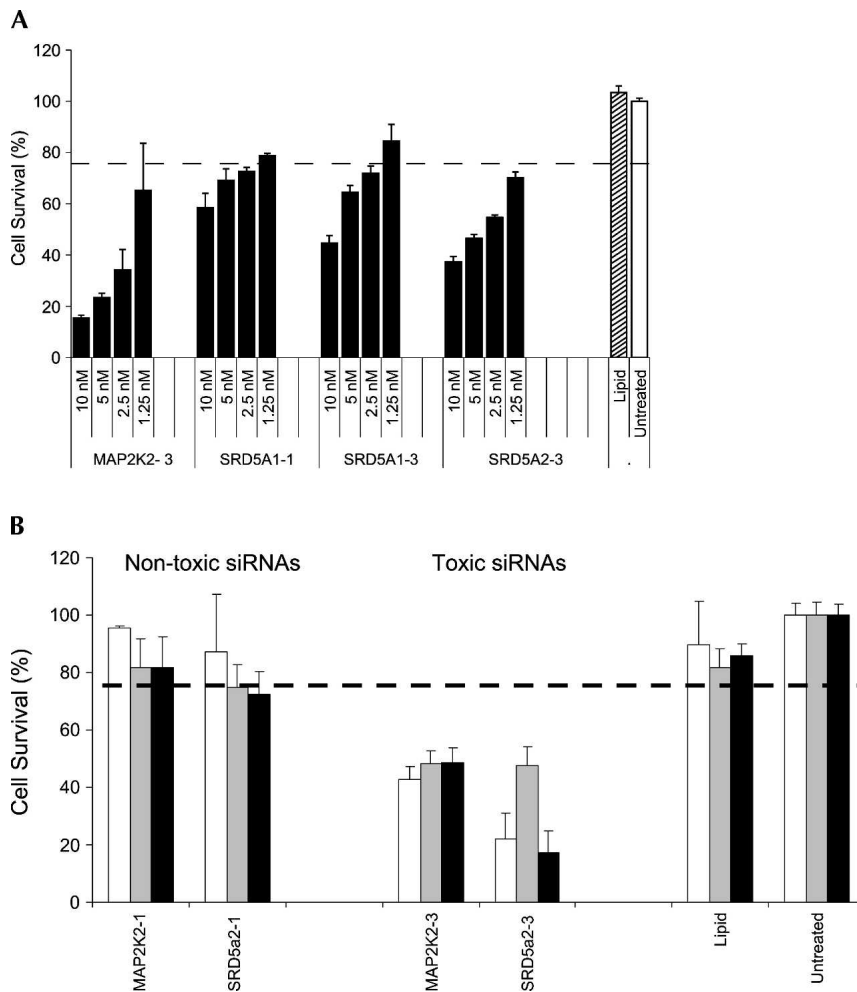 A
Cell Survival (%)
120
100
80
60
40
20
0
10 nM
5 nM
2.5 nM
1.25 nM
10 nM
5 nM
2.5 nM
1.25 nM
10 nM
5 nM
2.5 nM
1.25 nM
10 nM
5 nM
2.5 nM
1.25 nM
Lipid
Untreated
MAP2K2- 3
SRD5A1-1
SRD5A1-3
SRD5A2-3
.
B
Non-toxic siRNAs
Toxic siRNAs
Cell Survival (%)
120
100
80
60
40
20
0
MAP2K2-1
SRD5a2-1
MAP2K2-3
SRD5a2-3
Lipid
Untreated